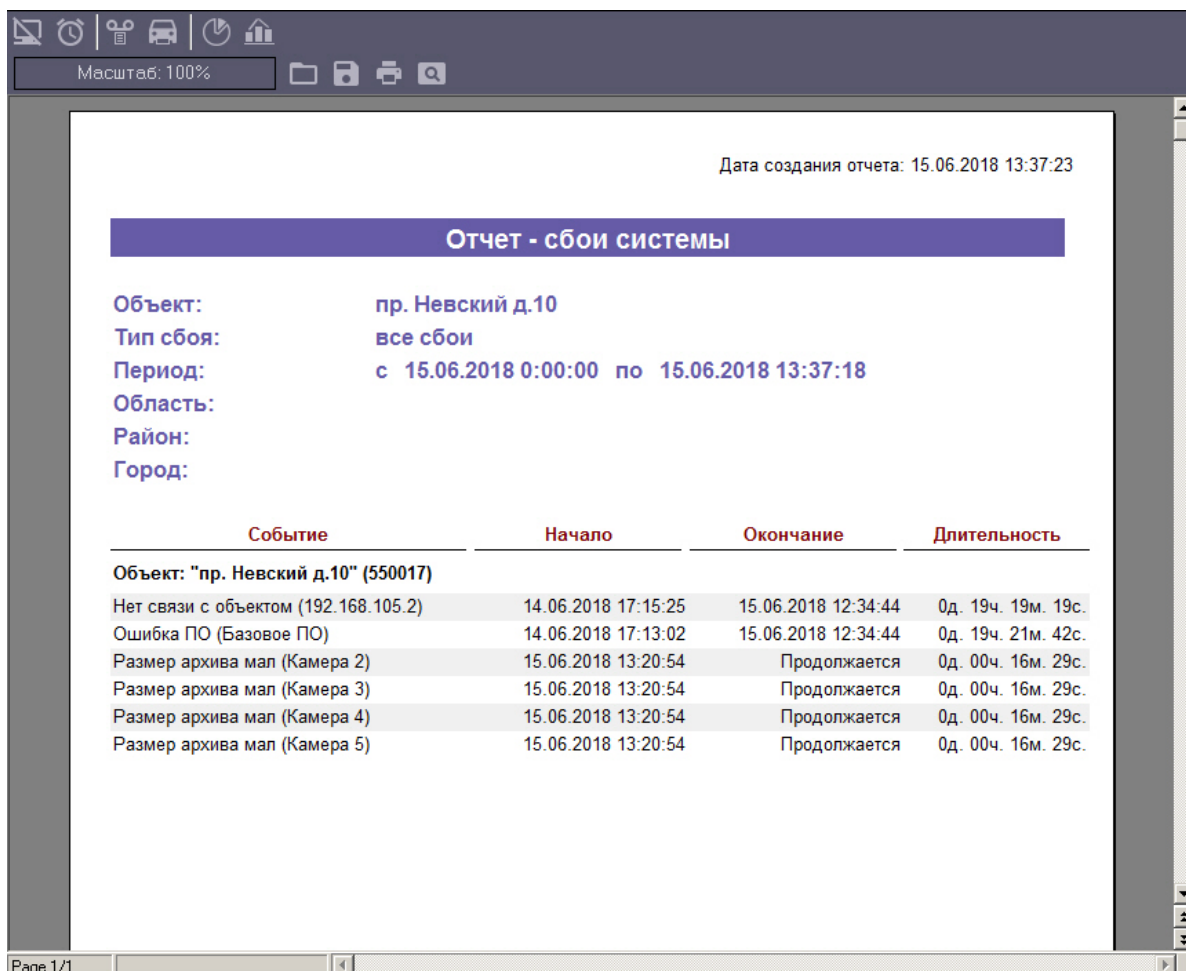 Масштаб: 100%
Дата создания отчета: 15.06.2018 13:37:23
Отчет - сбои системы
Объект: пр. Невский д.10
Тип сбоя: все сбои
Период: с 15.06.2018 0:00:00 по 15.06.2018 13:37:18
Область:
Район:
Город:
Событие Начало Окончание Длительность
Объект: "пр. Невский д.10" (550017)
Нет связи с объектом (192.168.105.2) 14.06.2018 17:15:25 15.06.2018 12:34:44 0д. 19ч. 19м. 19с.
Ошибка ПО (Базовое ПО) 14.06.2018 17:13:02 15.06.2018 12:34:44 0д. 19ч. 21м. 42с.
Размер архива мал (Камера 2) 15.06.2018 13:20:54 Продолжается 0д. 00ч. 16м. 29с.
Размер архива мал (Камера 3) 15.06.2018 13:20:54 Продолжается 0д. 00ч. 16м. 29с.
Размер архива мал (Камера 4) 15.06.2018 13:20:54 Продолжается 0д. 00ч. 16м. 29с.
Размер архива мал (Камера 5) 15.06.2018 13:20:54 Продолжается 0д. 00ч. 16м. 29с.
Page 1/1